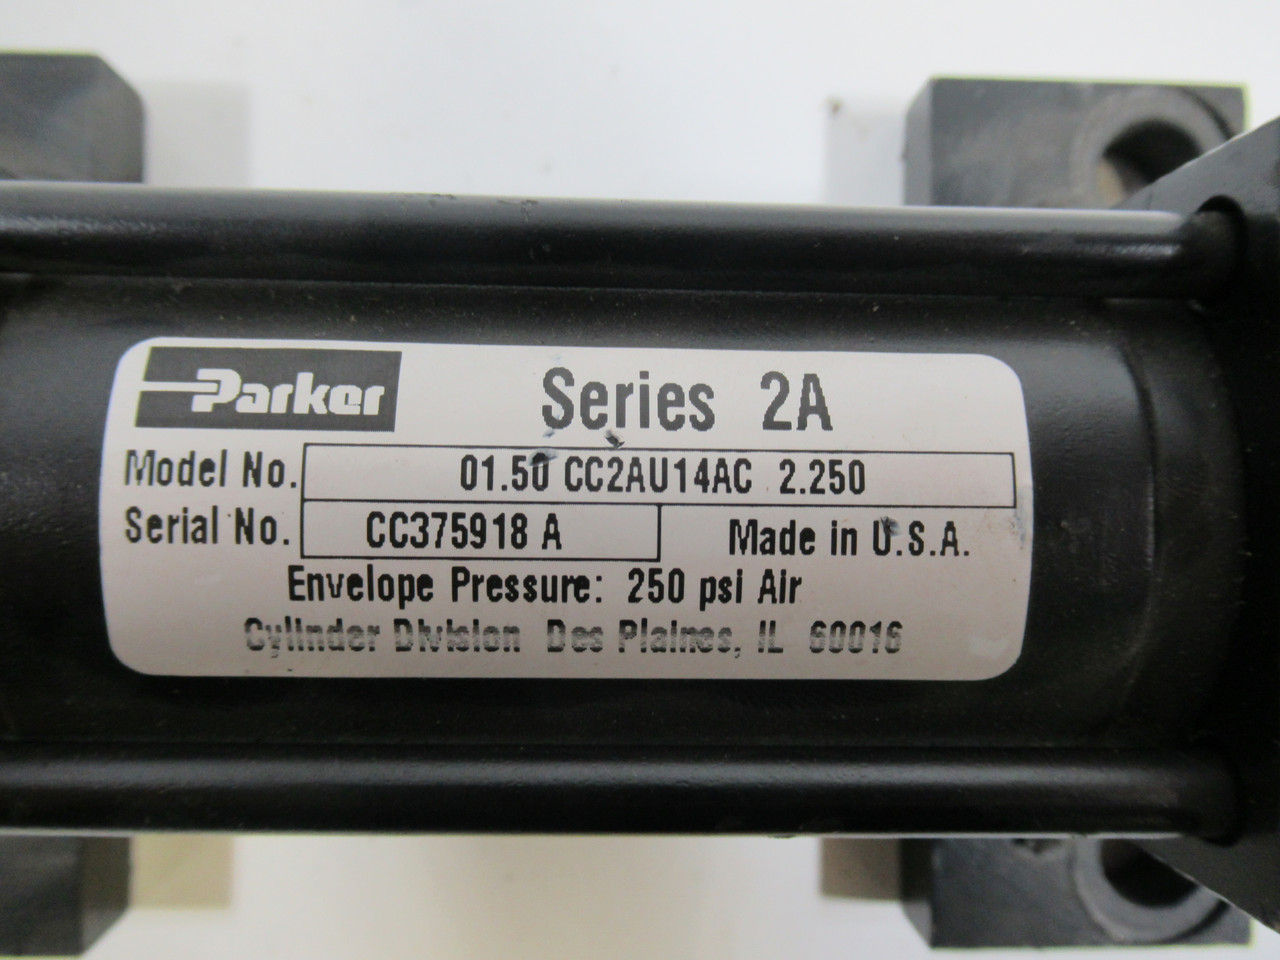 Parker Series 2A
Model No. 01.50 CC2AU14AC 2.250
Serial No. CC375918 A Made in U.S.A.
Envelope Pressure: 250 psi Air
Cylinder Division Des Plaines, IL 60016